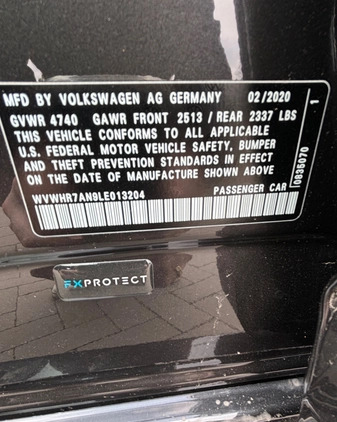 MFD BY VOLKSWAGEN AG GERMANY 02/2020
GVWR 4740 GAWR FRONT 2513 / REAR 2337 LBS
THIS VEHICLE CONFORMS TO ALL APPLICABLE
U.S. FEDERAL MOTOR VEHICLE SAFETY, BUMPER
AND THEFT PREVENTION STANDARDS IN EFFECT
ON THE DATE OF MANUFACTURE SHOWN ABOVE
WVWHR7AN9LE013204 PASSENGER CAR
0835070 1
FXPROTECT